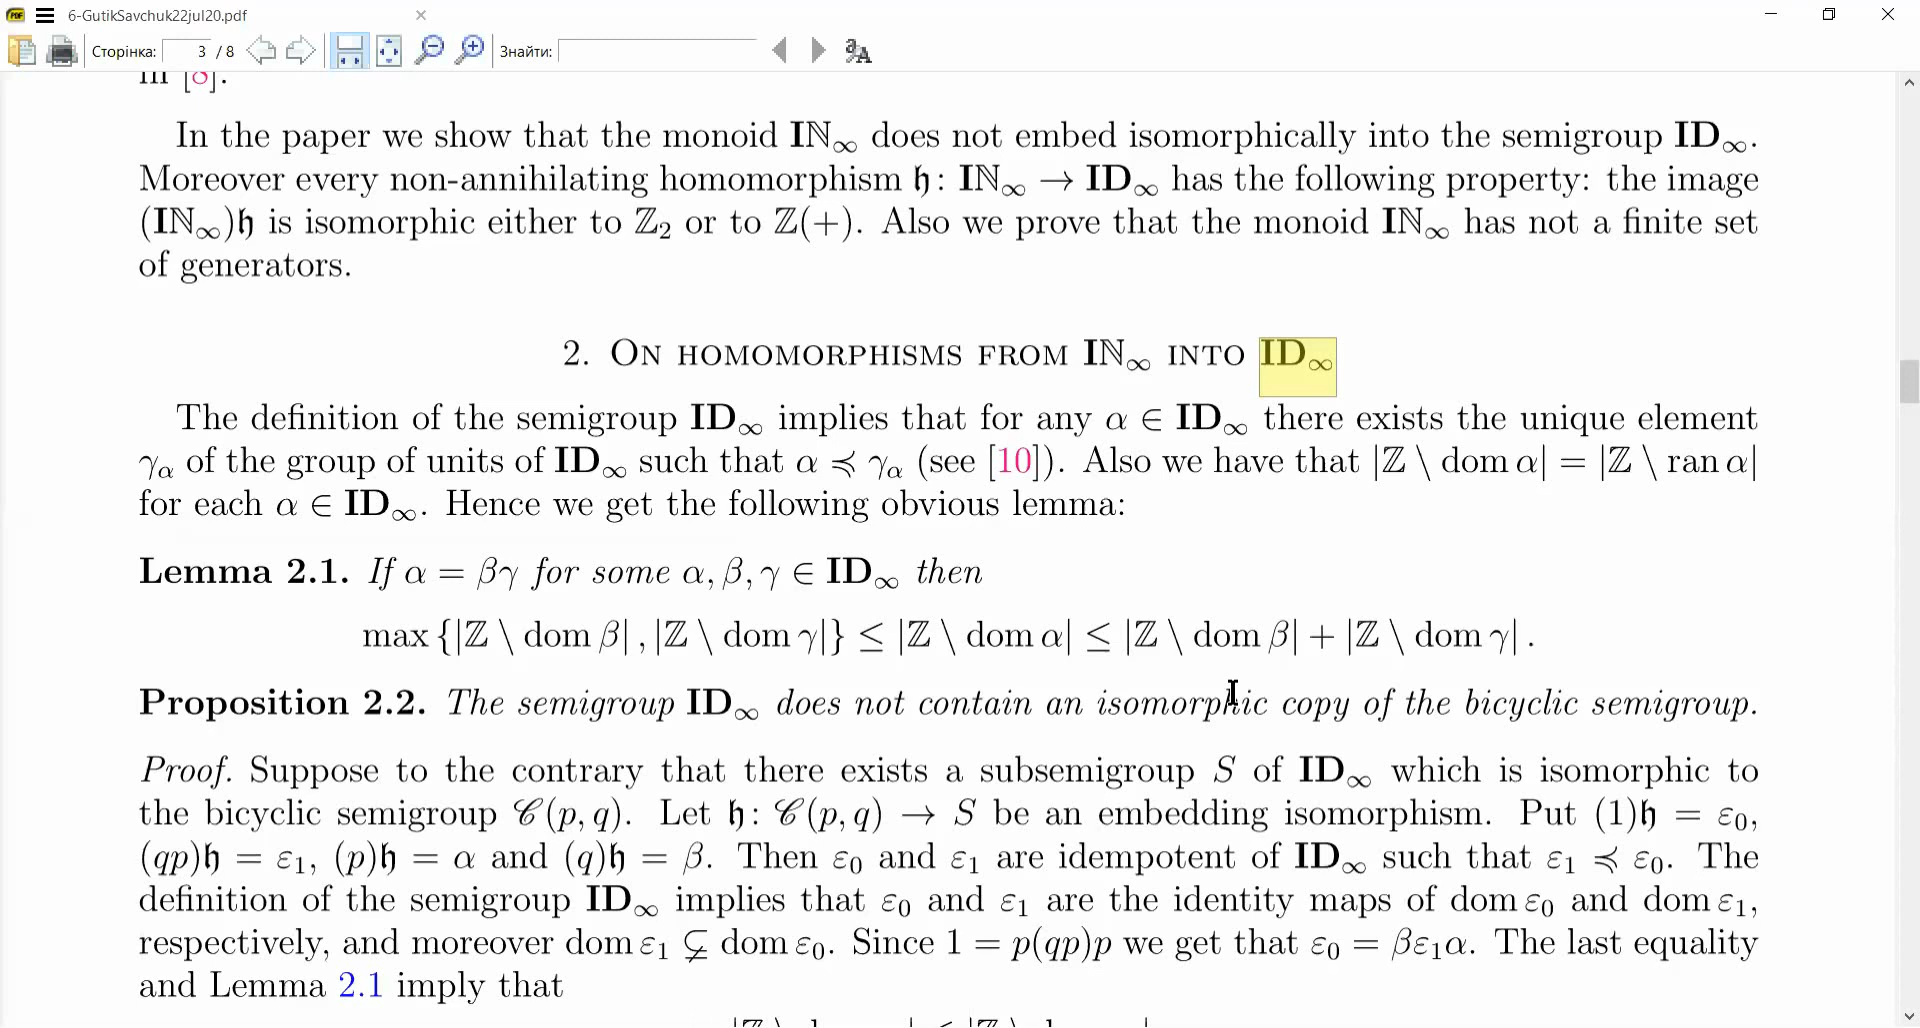 6-GutikSavchuk22jul20.pdf
Сторінка: 3 / 8 Знайти:
in [8].
In the paper we show that the monoid 𝐈ℕ∞ does not embed isomorphically into the semigroup 𝐈𝐃∞.
Moreover every non-annihilating homomorphism 𝔥: 𝐈ℕ∞ → 𝐈𝐃∞ has the following property: the image
(𝐈ℕ∞)𝔥 is isomorphic either to ℤ₂ or to ℤ(+). Also we prove that the monoid 𝐈ℕ∞ has not a finite set
of generators.
2. On homomorphisms from 𝐈ℕ∞ into 𝐈𝐃∞
The definition of the semigroup 𝐈𝐃∞ implies that for any α ∈ 𝐈𝐃∞ there exists the unique element
γα of the group of units of 𝐈𝐃∞ such that α ≼ γα (see [10]). Also we have that |ℤ \ dom α| = |ℤ \ ran α|
for each α ∈ 𝐈𝐃∞. Hence we get the following obvious lemma:
Lemma 2.1. If α = βγ for some α, β, γ ∈ 𝐈𝐃∞ then
max {|ℤ \ dom β| , |ℤ \ dom γ|} ≤ |ℤ \ dom α| ≤ |ℤ \ dom β| + |ℤ \ dom γ| .
Proposition 2.2. The semigroup 𝐈𝐃∞ does not contain an isomorphic copy of the bicyclic semigroup.
Proof. Suppose to the contrary that there exists a subsemigroup S of 𝐈𝐃∞ which is isomorphic to
the bicyclic semigroup 𝒞(p, q). Let 𝔥: 𝒞(p, q) → S be an embedding isomorphism. Put (1)𝔥 = ε₀,
(qp)𝔥 = ε₁, (p)𝔥 = α and (q)𝔥 = β. Then ε₀ and ε₁ are idempotent of 𝐈𝐃∞ such that ε₁ ≼ ε₀. The
definition of the semigroup 𝐈𝐃∞ implies that ε₀ and ε₁ are the identity maps of dom ε₀ and dom ε₁,
respectively, and moreover dom ε₁ ⊊ dom ε₀. Since 1 = p(qp)p we get that ε₀ = βε₁α. The last equality
and Lemma 2.1 imply that